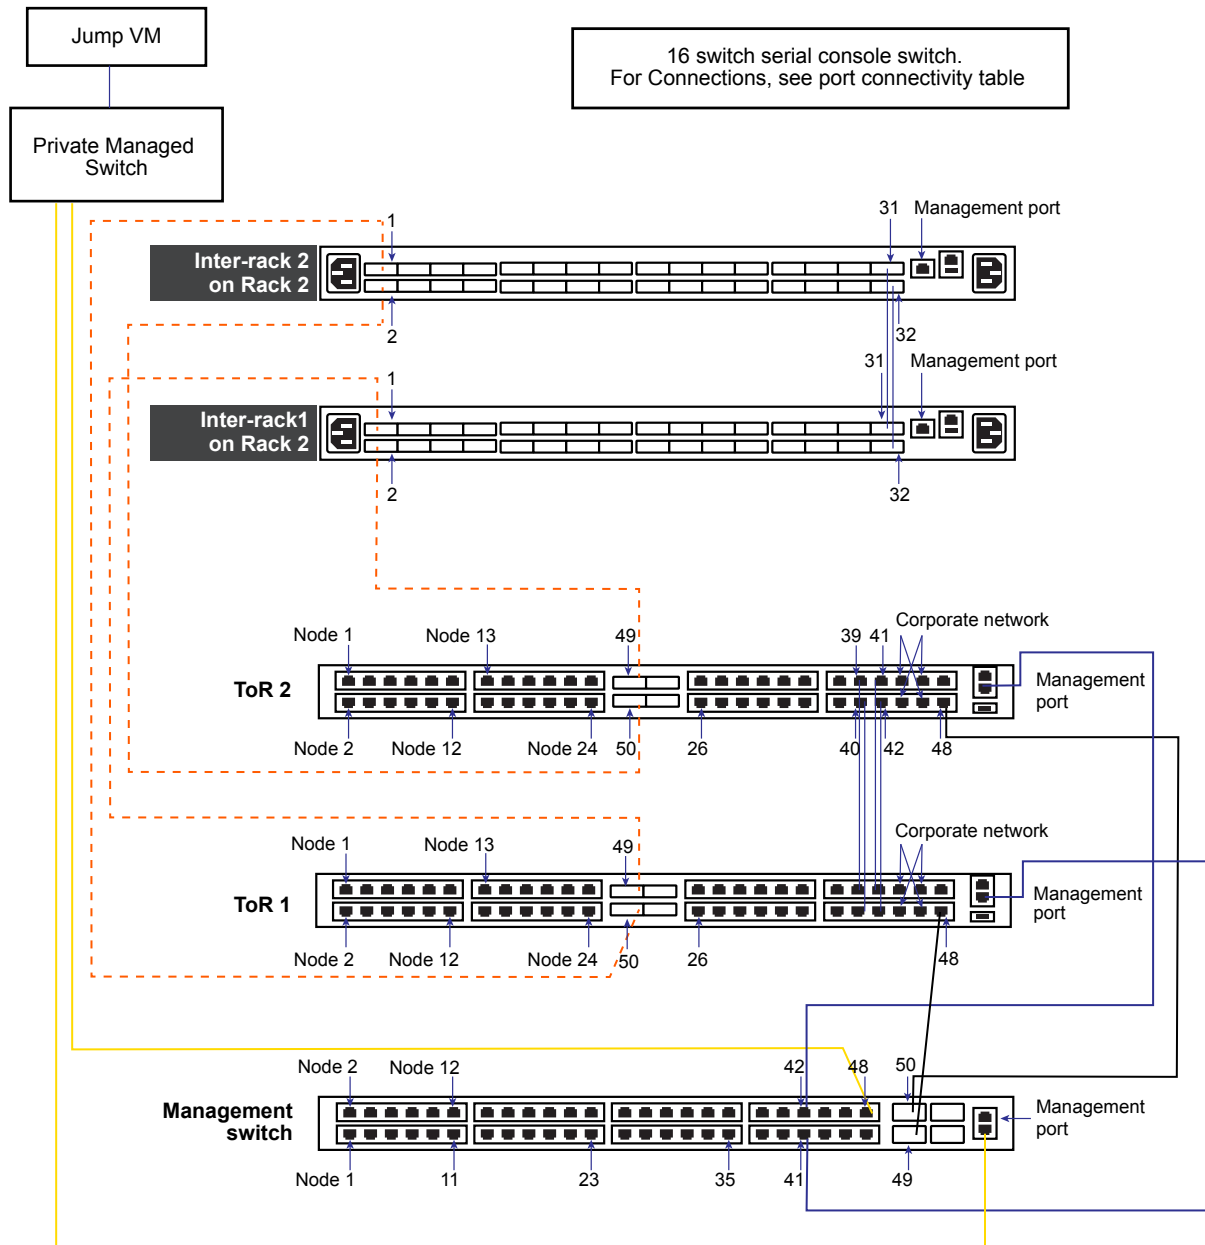 Jump VM
16 switch serial console switch.
For Connections, see port connectivity table
Private Managed
Switch
1
31
Management port
Inter-rack 2
on Rack 2
2
32
1
31
Management port
Inter-rack1
on Rack 2
2
32
Corporate network
Node 1
Node 13
49
39
41
ToR 2
Management
port
Node 2
Node 12
Node 24
50
26
40
42
48
Corporate network
Node 1
Node 13
49
ToR 1
Management
port
Node 2
Node 12
Node 24
50
26
48
Node 2
Node 12
42
48
50
Management
switch
Management
port
Node 1
11
23
35
41
49